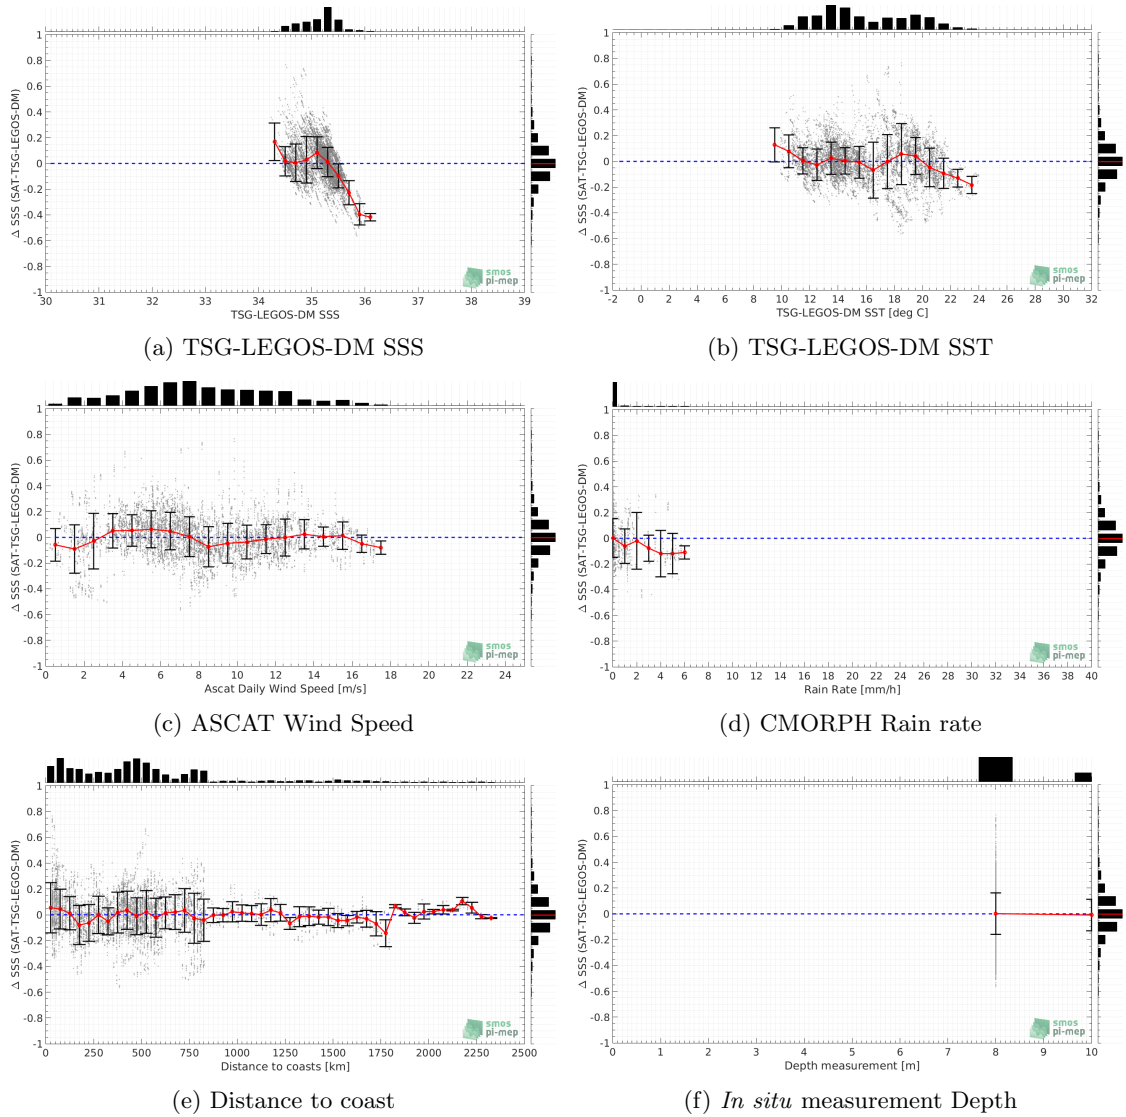 1
0.8
0.6
0.4
0.2
0
-0.2
-0.4
-0.6
-0.8
-1
Δ SSS (SAT-TSG-LEGOS-DM)
30 31 32 33 34 35 36 37 38 39
TSG-LEGOS-DM SSS
smos
pi-mep
(a) TSG-LEGOS-DM SSS
1
0.8
0.6
0.4
0.2
0
-0.2
-0.4
-0.6
-0.8
-1
Δ SSS (SAT-TSG-LEGOS-DM)
-2 0 2 4 6 8 10 12 14 16 18 20 22 24 26 28 30 32
TSG-LEGOS-DM SST [deg C]
smos
pi-mep
(b) TSG-LEGOS-DM SST
1
0.8
0.6
0.4
0.2
0
-0.2
-0.4
-0.6
-0.8
-1
Δ SSS (SAT-TSG-LEGOS-DM)
0 2 4 6 8 10 12 14 16 18 20 22 24
Ascat Daily Wind Speed [m/s]
smos
pi-mep
(c) ASCAT Wind Speed
1
0.8
0.6
0.4
0.2
0
-0.2
-0.4
-0.6
-0.8
-1
Δ SSS (SAT-TSG-LEGOS-DM)
0 2 4 6 8 10 12 14 16 18 20 22 24 26 28 30 32 34 36 38 40
Rain Rate [mm/h]
smos
pi-mep
(d) CMORPH Rain rate
1
0.8
0.6
0.4
0.2
0
-0.2
-0.4
-0.6
-0.8
-1
Δ SSS (SAT-TSG-LEGOS-DM)
0 250 500 750 1000 1250 1500 1750 2000 2250 2500
Distance to coasts [km]
smos
pi-mep
(e) Distance to coast
1
0.8
0.6
0.4
0.2
0
-0.2
-0.4
-0.6
-0.8
-1
Δ SSS (SAT-TSG-LEGOS-DM)
0 1 2 3 4 5 6 7 8 9 10
Depth measurement [m]
smos
pi-mep
(f) In situ measurement Depth